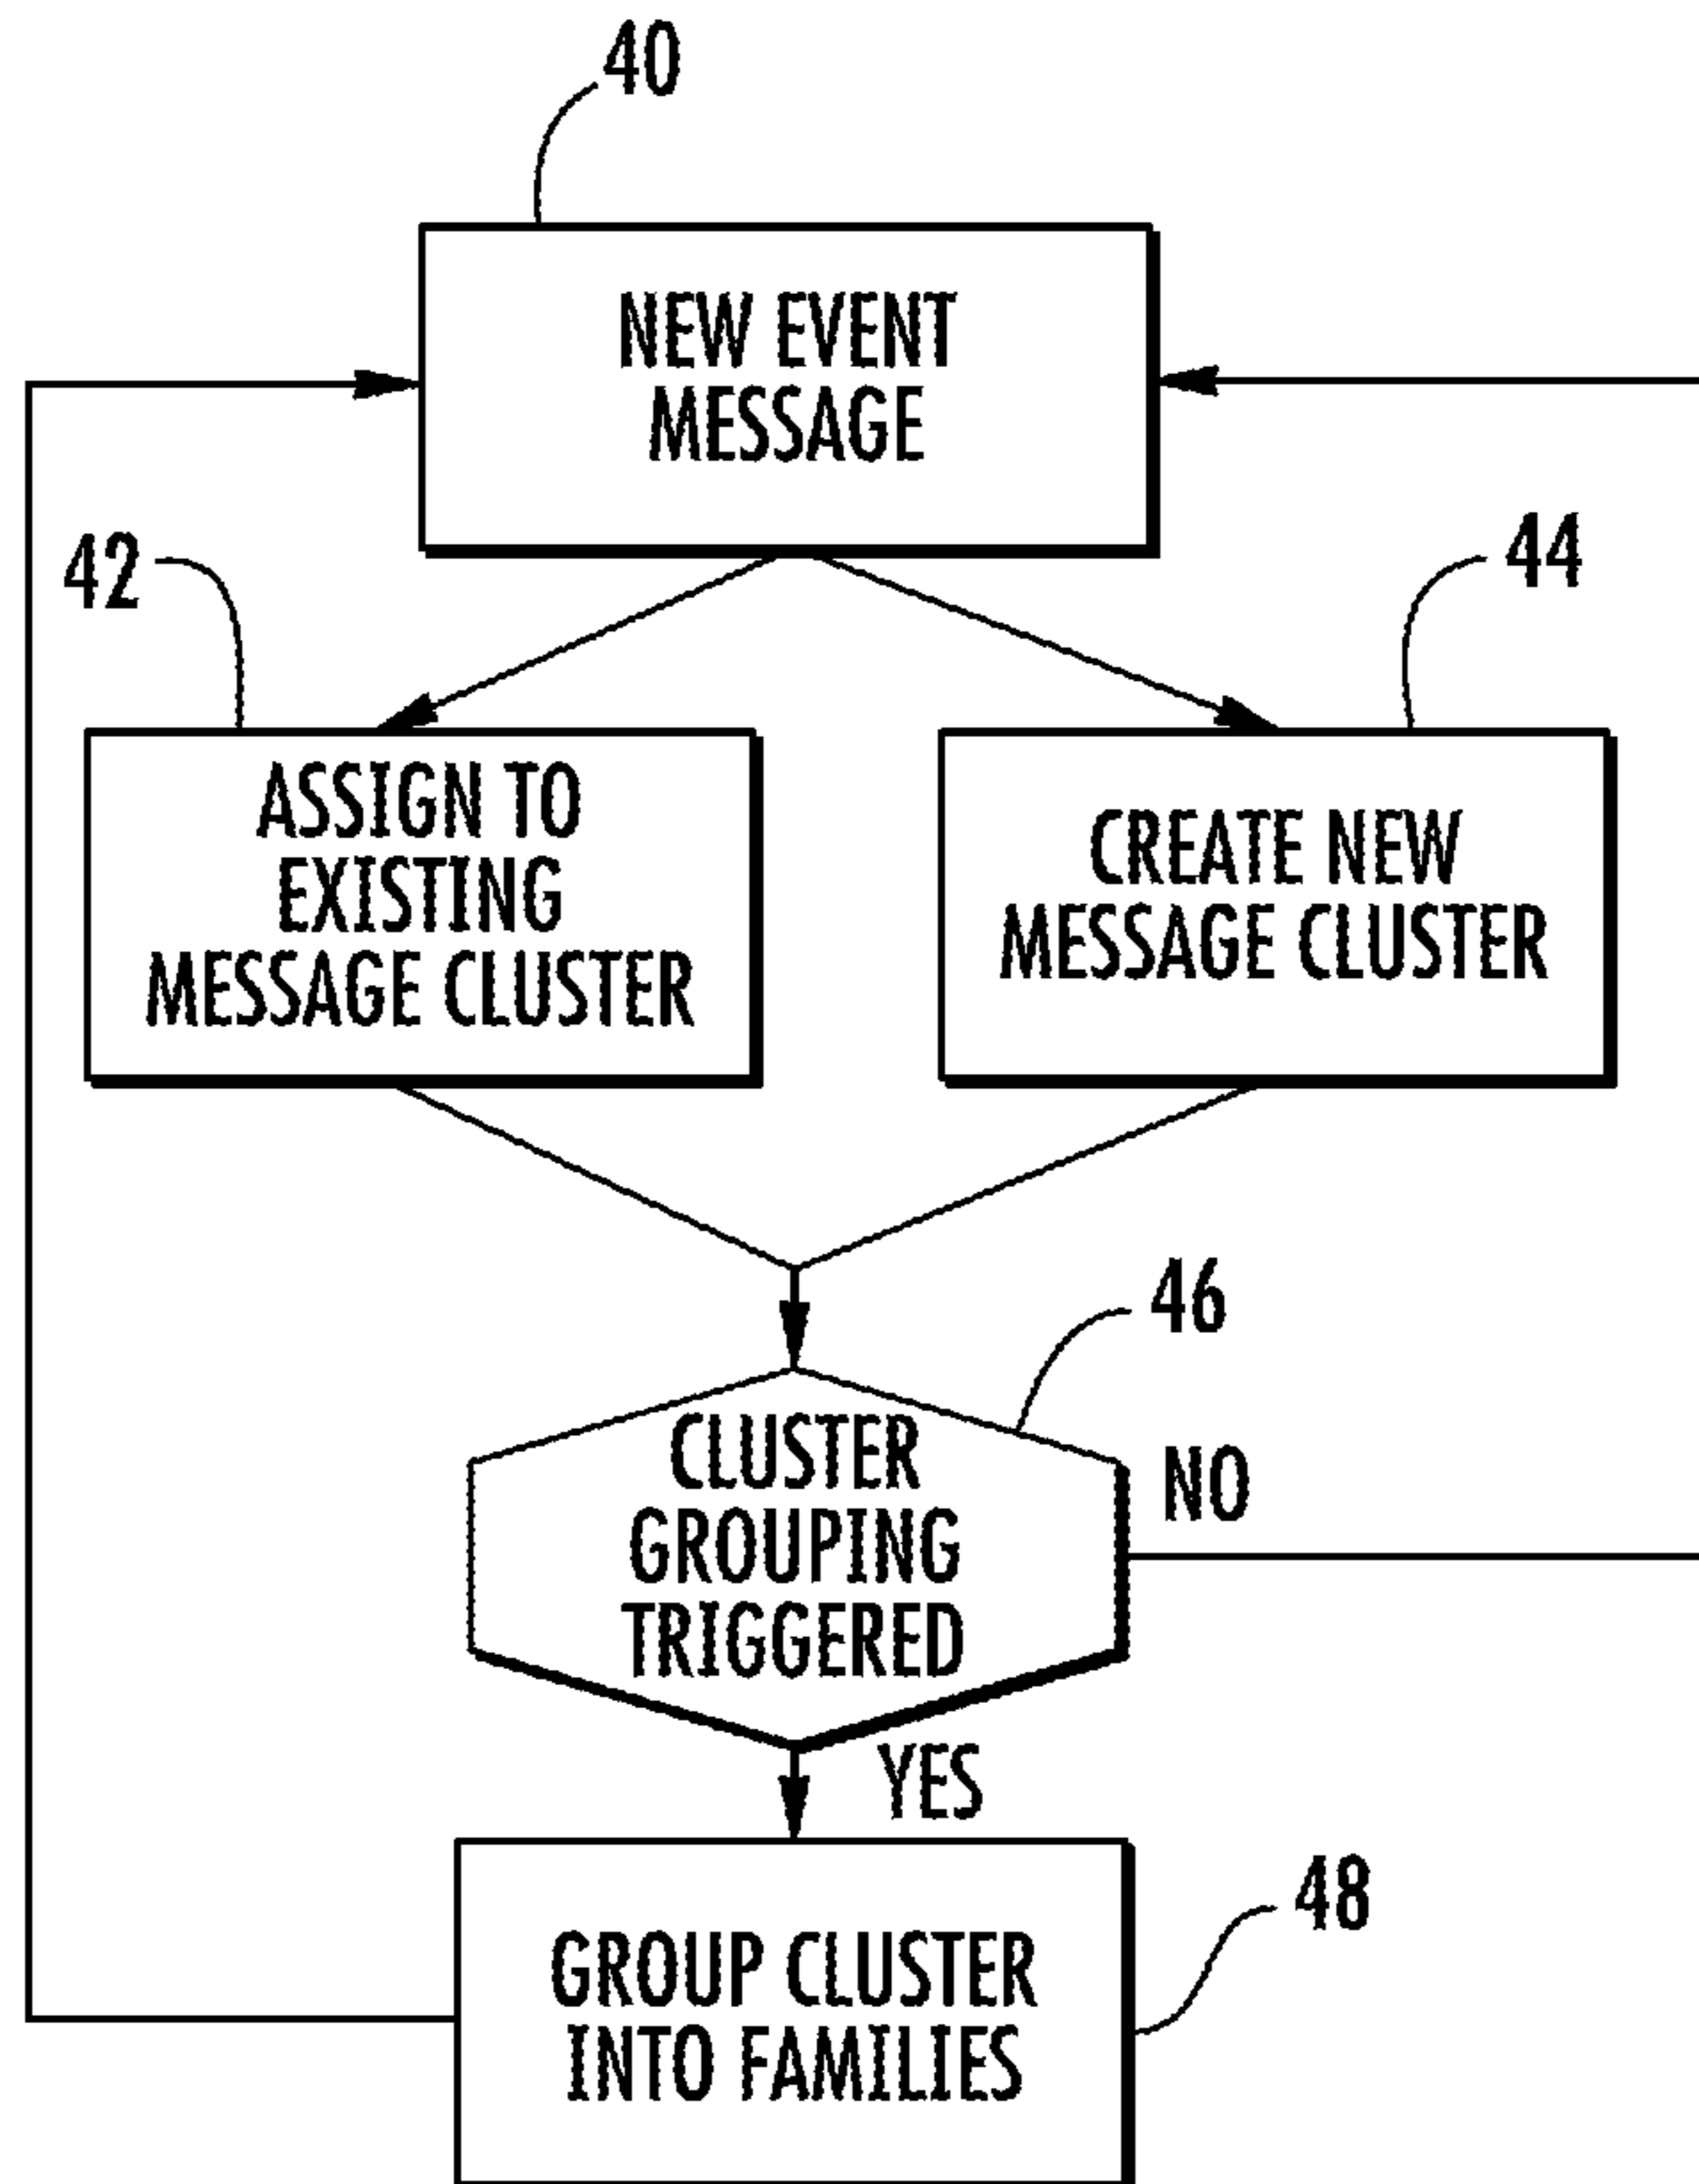 40
NEW EVENT
MESSAGE
42
44
ASSIGN TO
EXISTING
MESSAGE CLUSTER
CREATE NEW
MESSAGE CLUSTER
46
CLUSTER
GROUPING
TRIGGERED
NO
YES
48
GROUP CLUSTER
INTO FAMILIES